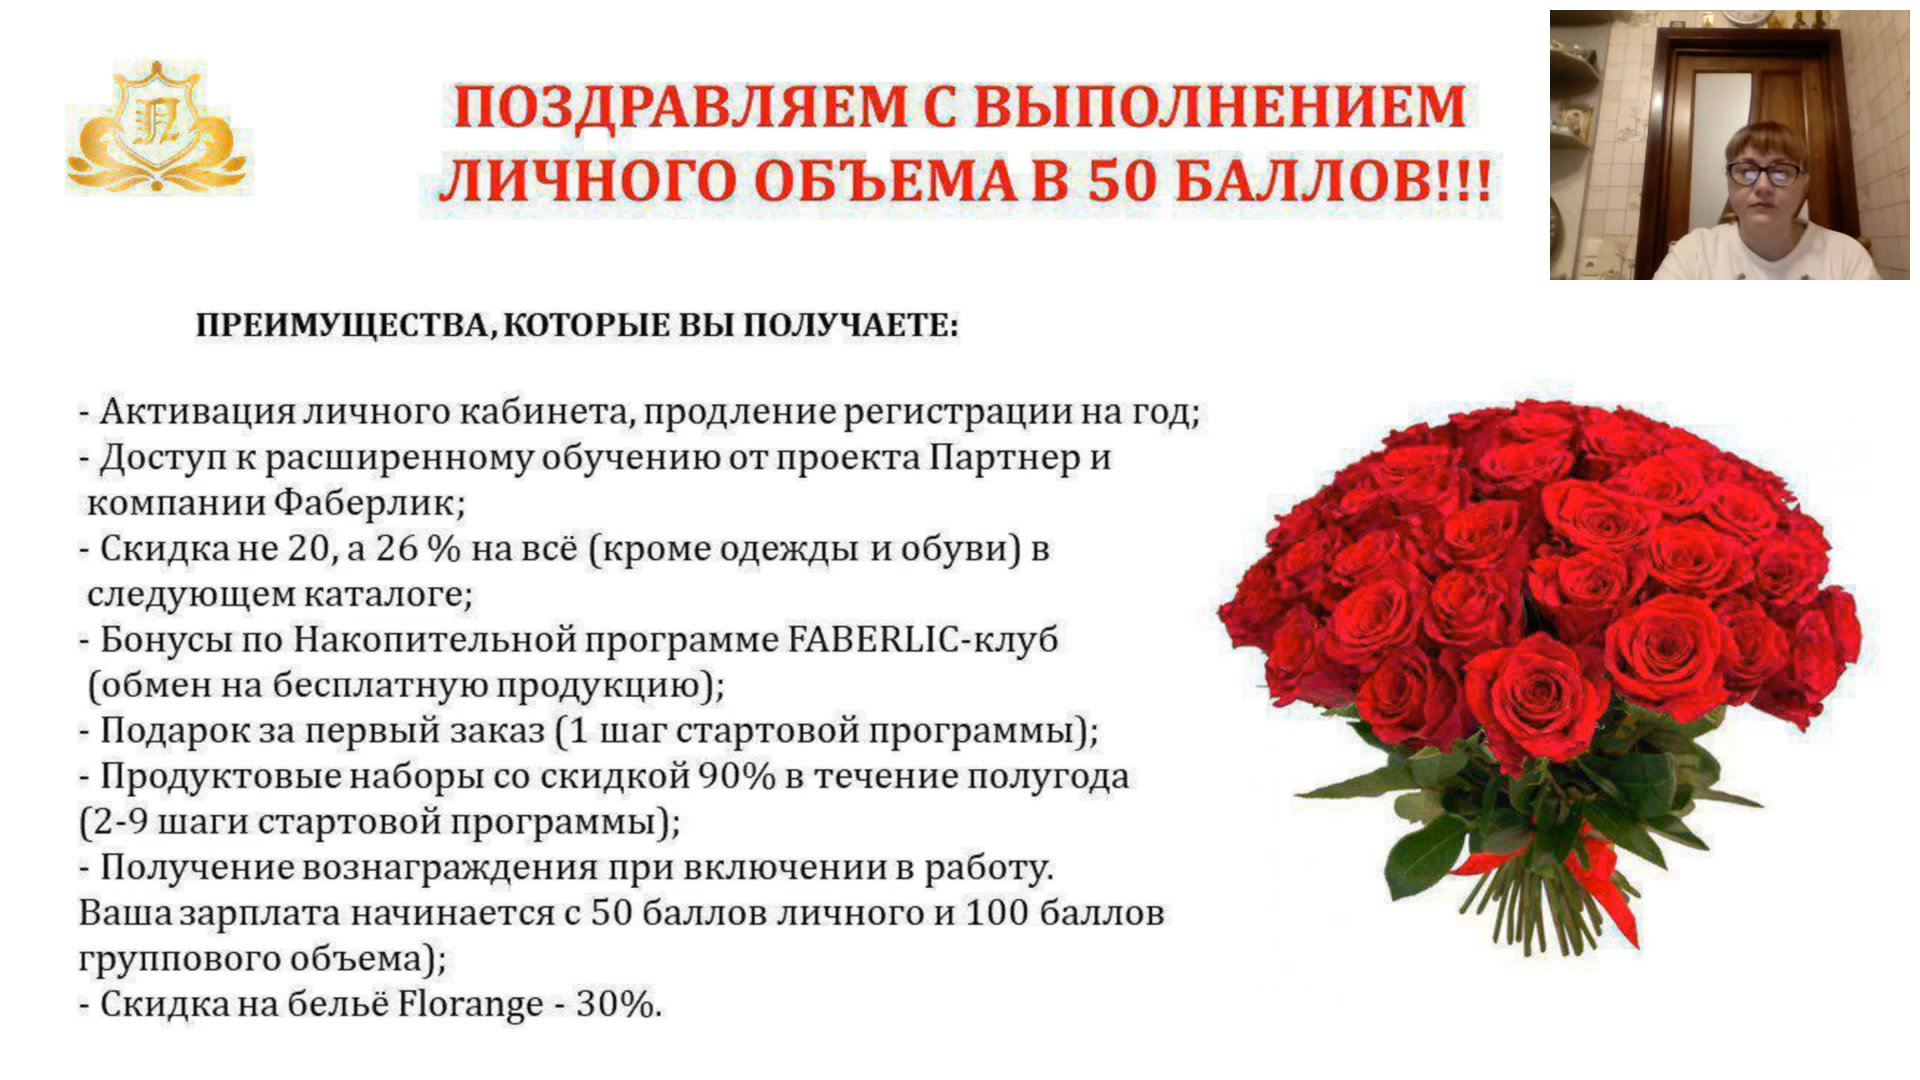 П
ПОЗДРАВЛЯЕМ С ВЫПОЛНЕНИЕМ
ЛИЧНОГО ОБЪЕМА В 50 БАЛЛОВ!!!
ПРЕИМУЩЕСТВА, КОТОРЫЕ ВЫ ПОЛУЧАЕТЕ:
- Активация личного кабинета, продление регистрации на год;
- Доступ к расширенному обучению от проекта Партнер и
компании Фаберлик;
- Скидка не 20, а 26 % на всё (кроме одежды и обуви) в
следующем каталоге;
- Бонусы по Накопительной программе FABERLIC-клуб
(обмен на бесплатную продукцию);
- Подарок за первый заказ (1 шаг стартовой программы);
- Продуктовые наборы со скидкой 90% в течение полугода
(2-9 шаги стартовой программы);
- Получение вознаграждения при включении в работу.
Ваша зарплата начинается с 50 баллов личного и 100 баллов
группового объема);
- Скидка на бельё Florange - 30%.